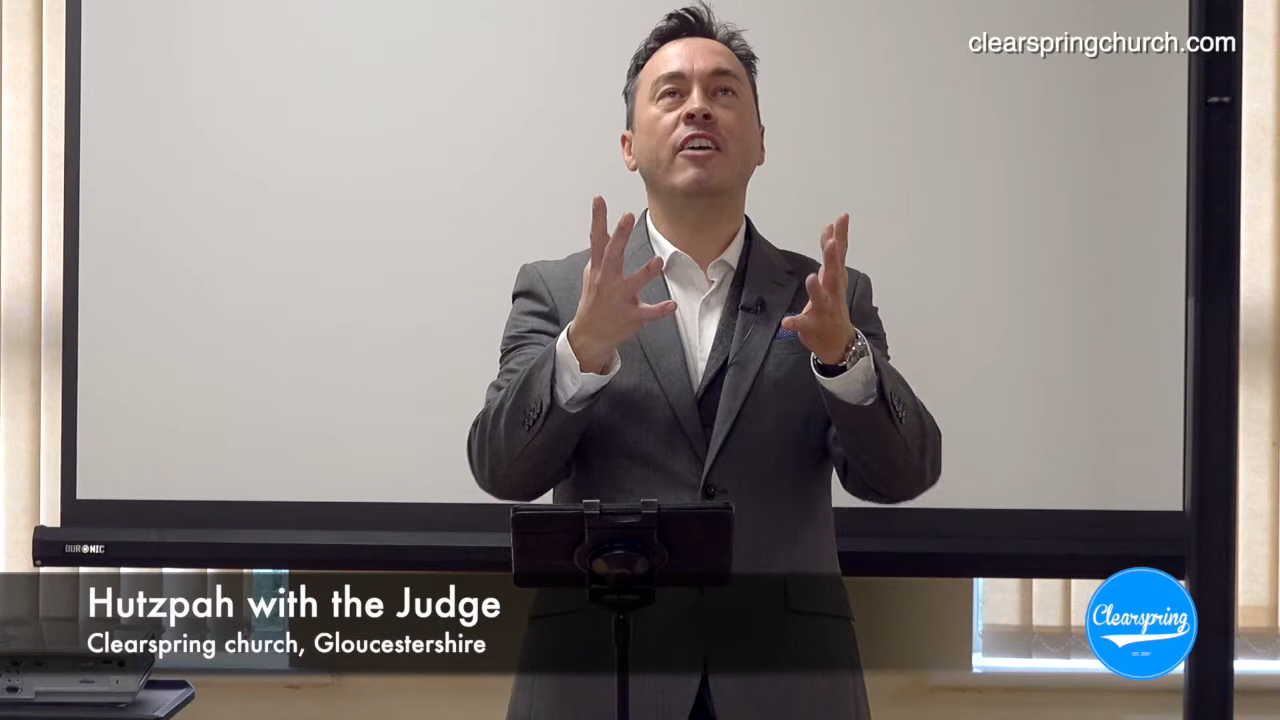 clearspringchurch.com
DURONIC
Hutzpah with the Judge
Clearspring church, Gloucestershire
Clearspring